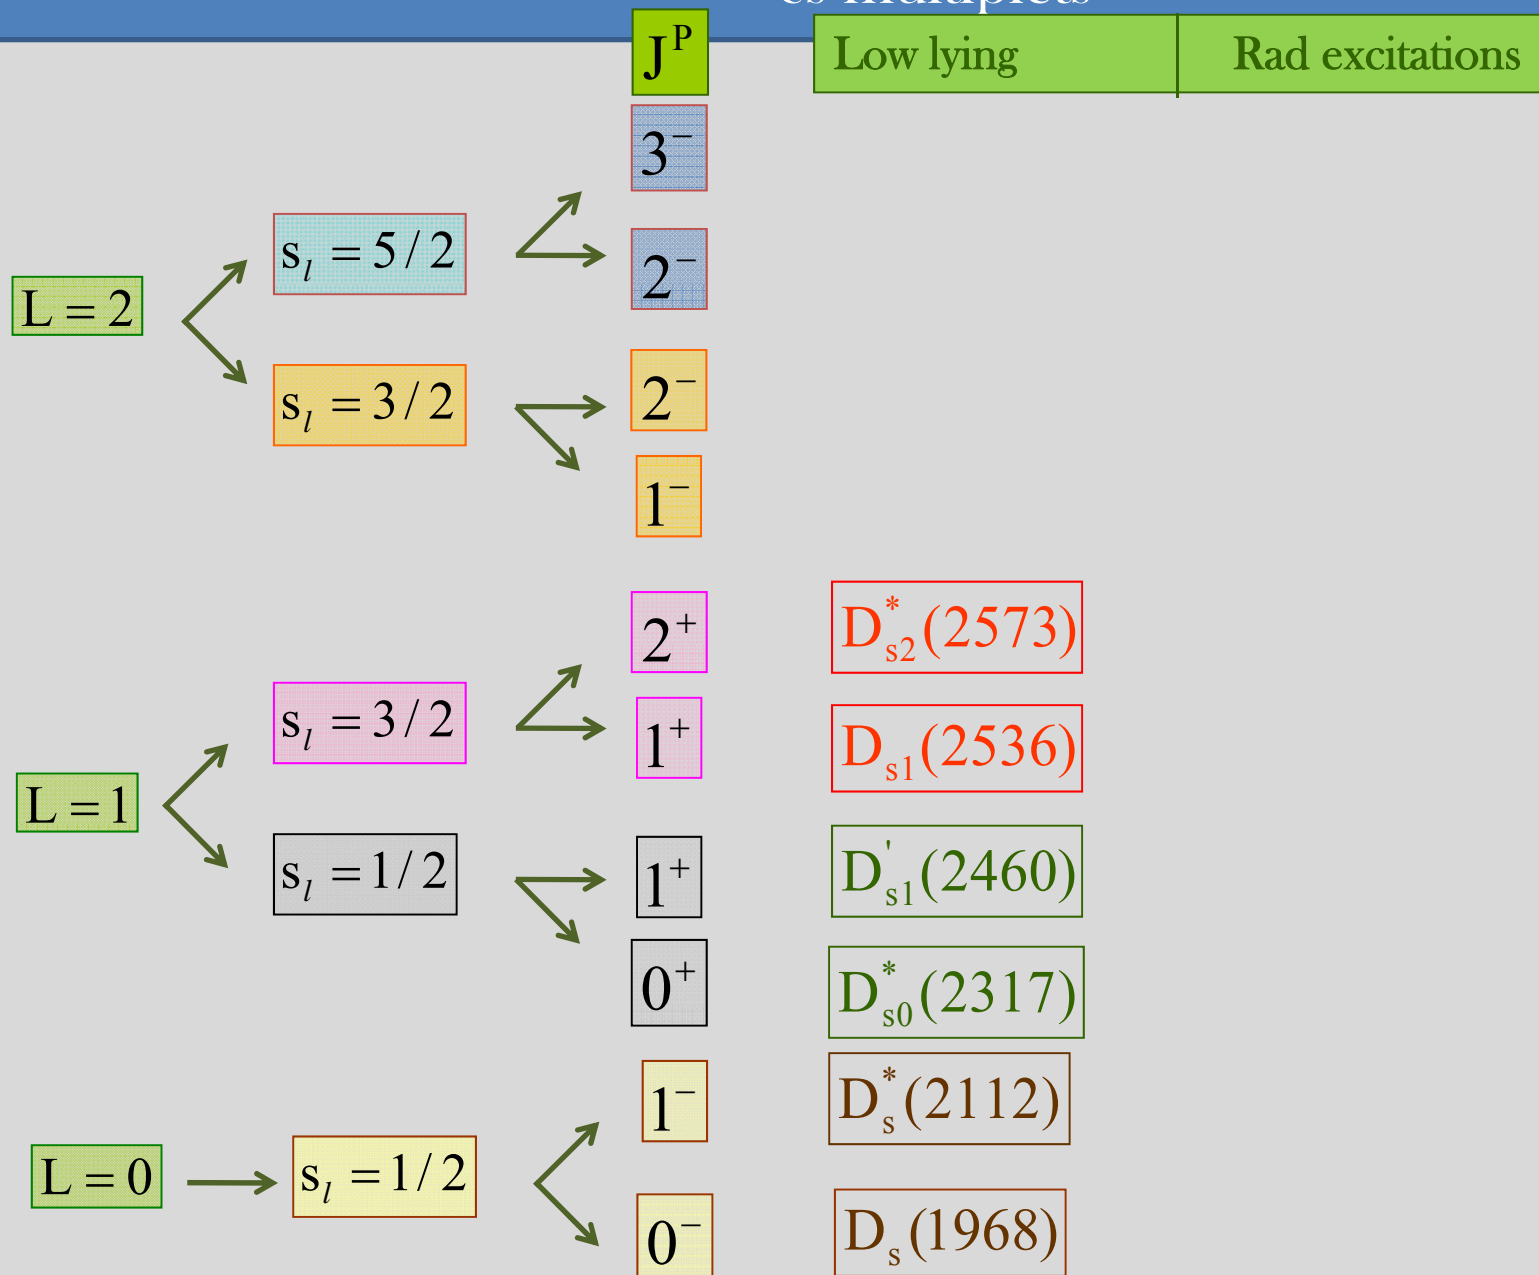 cs multiplets
J^P Low lying Rad excitations
3⁻
s_l = 5/2
2⁻
L = 2
2⁻
s_l = 3/2
1⁻
2⁺ D*_s2(2573)
s_l = 3/2
1⁺ D_s1(2536)
L = 1
s_l = 1/2
1⁺ D'_s1(2460)
0⁺ D*_s0(2317)
1⁻ D*_s(2112)
L = 0 s_l = 1/2
0⁻ D_s(1968)